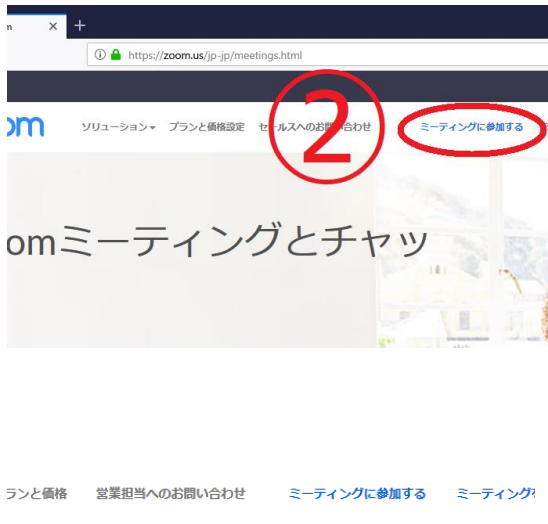 m × +
https://zoom.us/jp-jp/meetings.html
om ソリューション プランと価格設定 セールスへのお問い合わせ ミーティングに参加する
②
omミーティングとチャッ
ランと価格 営業担当へのお問い合わせ ミーティングに参加する ミーティングを